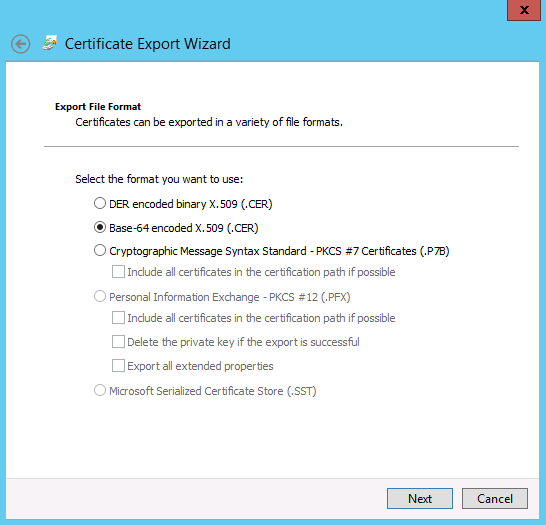 x
Certificate Export Wizard
Export File Format
Certificates can be exported in a variety of file formats.
Select the format you want to use:
DER encoded binary X.509 (.CER)
Base-64 encoded X.509 (.CER)
Cryptographic Message Syntax Standard - PKCS #7 Certificates (.P7B)
Include all certificates in the certification path if possible
Personal Information Exchange - PKCS #12 (.PFX)
Include all certificates in the certification path if possible
Delete the private key if the export is successful
Export all extended properties
Microsoft Serialized Certificate Store (.SST)
Next Cancel